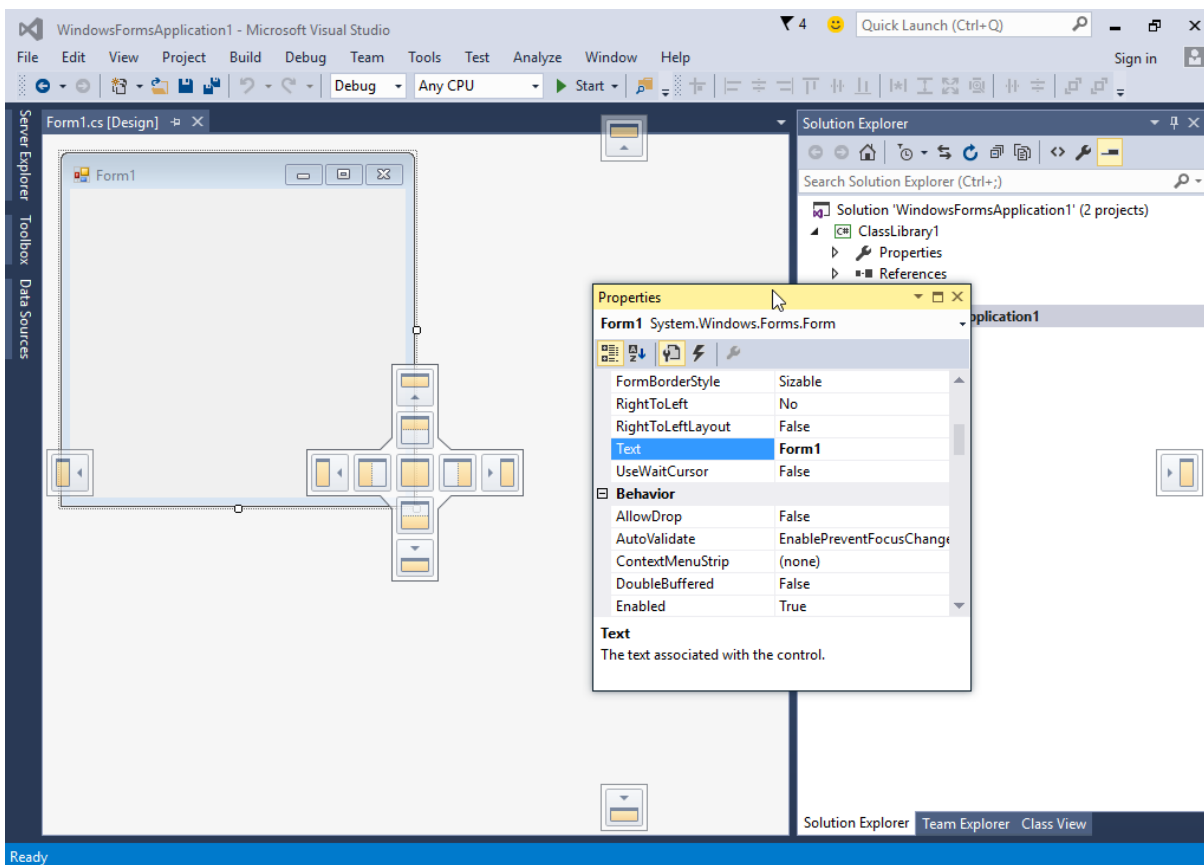 WindowsFormsApplication1 - Microsoft Visual Studio
4
Quick Launch (Ctrl+Q)
File Edit View Project Build Debug Team Tools Test Analyze Window Help
Sign in
Debug Any CPU Start
Server Explorer
Toolbox
Data Sources
Form1.cs [Design]
Form1
Solution Explorer
Search Solution Explorer (Ctrl+;)
Solution 'WindowsFormsApplication1' (2 projects)
C# ClassLibrary1
Properties
References
pplication1
Properties
Form1 System.Windows.Forms.Form
FormBorderStyle Sizable
RightToLeft No
RightToLeftLayout False
Text Form1
UseWaitCursor False
Behavior
AllowDrop False
AutoValidate EnablePreventFocusChange
ContextMenuStrip (none)
DoubleBuffered False
Enabled True
Text
The text associated with the control.
Solution Explorer Team Explorer Class View
Ready